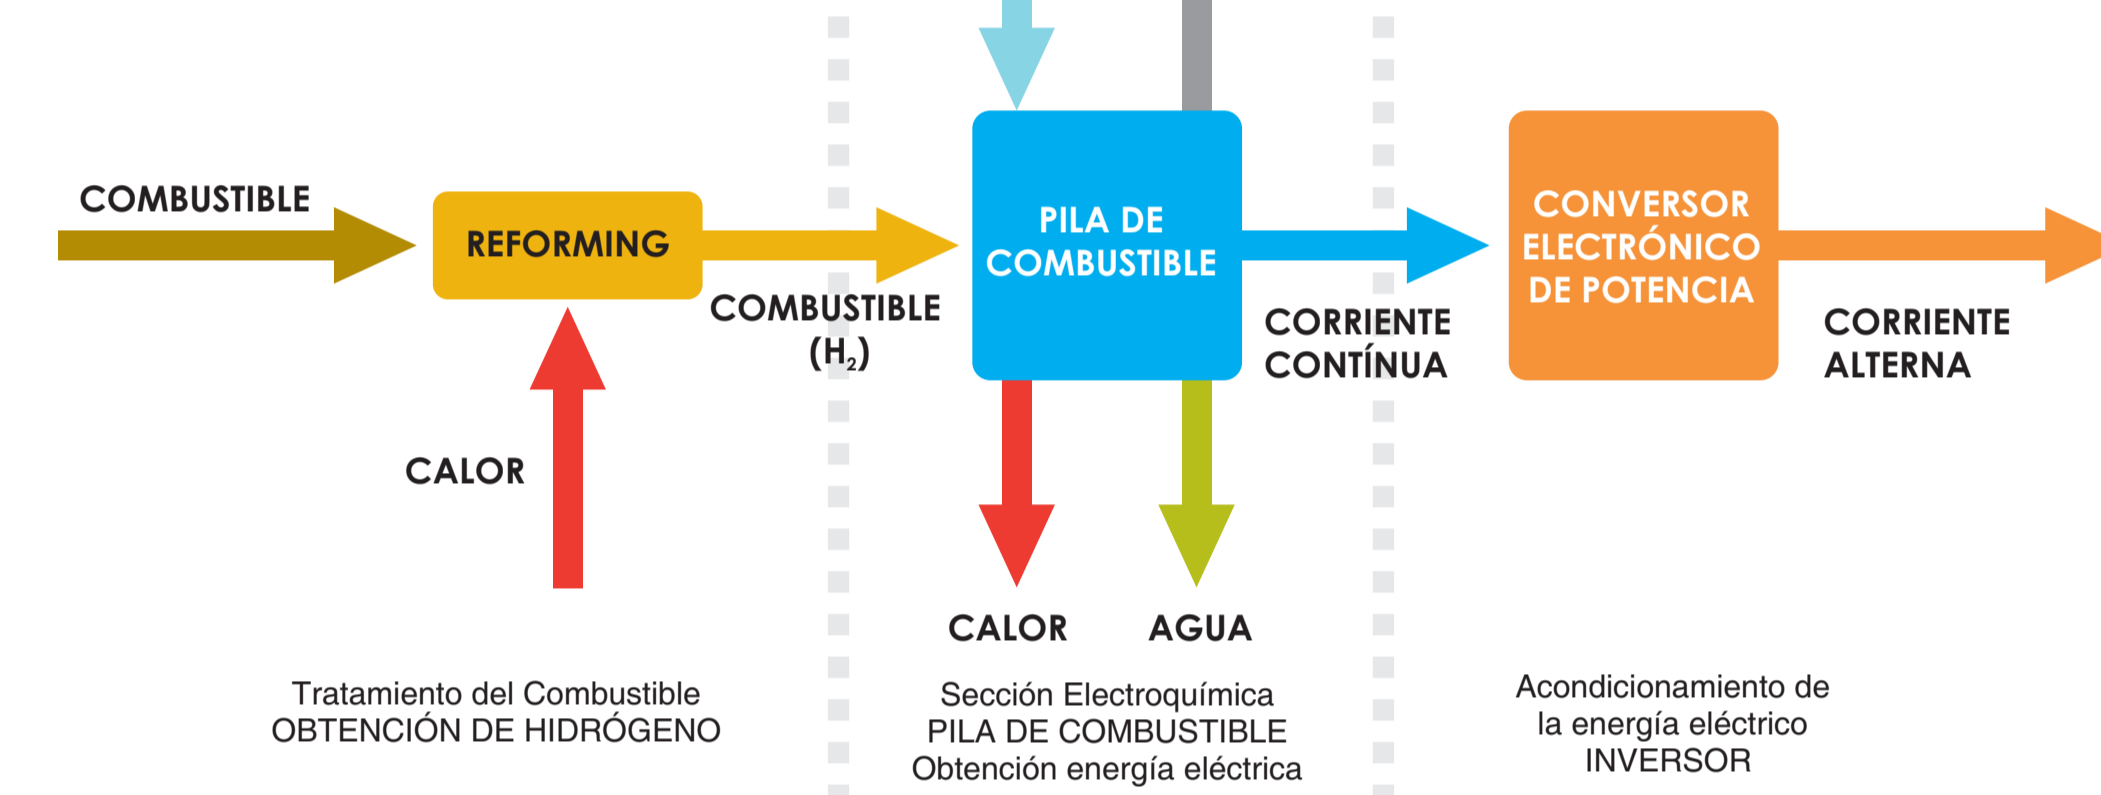 COMBUSTIBLE
REFORMING
COMBUSTIBLE
(H₂)
CALOR
Tratamiento del Combustible
OBTENCIÓN DE HIDRÓGENO
PILA DE
COMBUSTIBLE
CORRIENTE
CONTÍNUA
CALOR
AGUA
Sección Electroquímica
PILA DE COMBUSTIBLE
Obtención energía eléctrica
CONVERSOR
ELECTRÓNICO
DE POTENCIA
CORRIENTE
ALTERNA
Acondicionamiento de
la energía eléctrico
INVERSOR